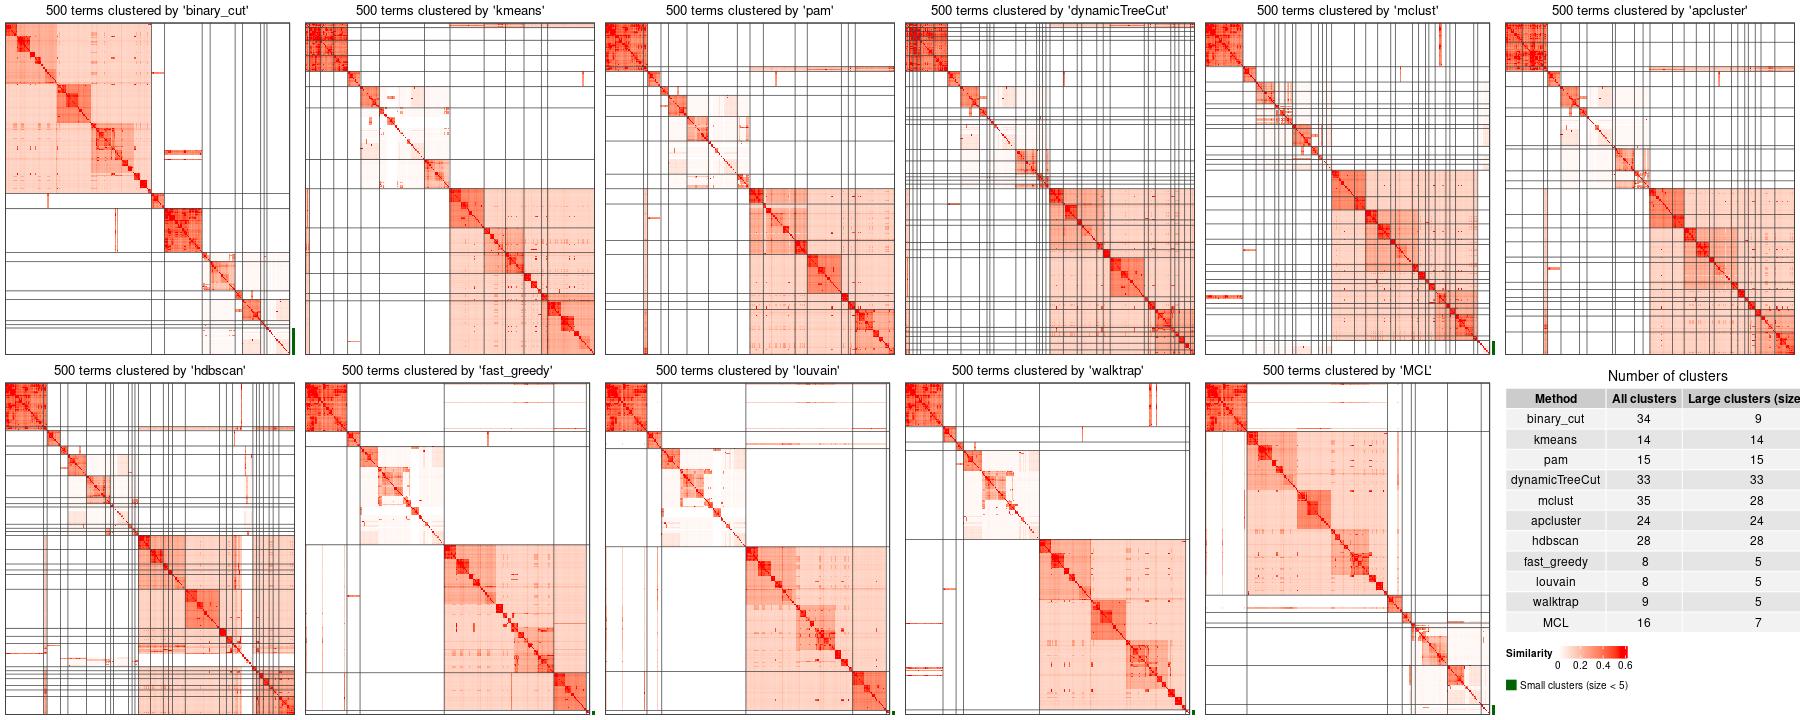 500 terms clustered by 'binary_cut'
500 terms clustered by 'kmeans'
500 terms clustered by 'pam'
500 terms clustered by 'dynamicTreeCut'
500 terms clustered by 'mclust'
500 terms clustered by 'apcluster'
500 terms clustered by 'hdbscan'
500 terms clustered by 'fast_greedy'
500 terms clustered by 'louvain'
500 terms clustered by 'walktrap'
500 terms clustered by 'MCL'
Number of clusters
Method All clusters Large clusters (size
binary_cut 34 9
kmeans 14 14
pam 15 15
dynamicTreeCut 33 33
mclust 35 28
apcluster 24 24
hdbscan 28 28
fast_greedy 8 5
louvain 8 5
walktrap 9 5
MCL 16 7
Similarity
0 0.2 0.4 0.6
Small clusters (size < 5)